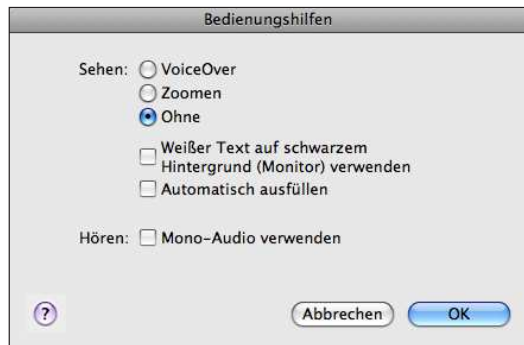 Bedienungshilfen
Sehen: VoiceOver
Zoomen
Ohne
Weißer Text auf schwarzem
Hintergrund (Monitor) verwenden
Automatisch ausfüllen
Hören: Mono-Audio verwenden
? Abbrechen OK